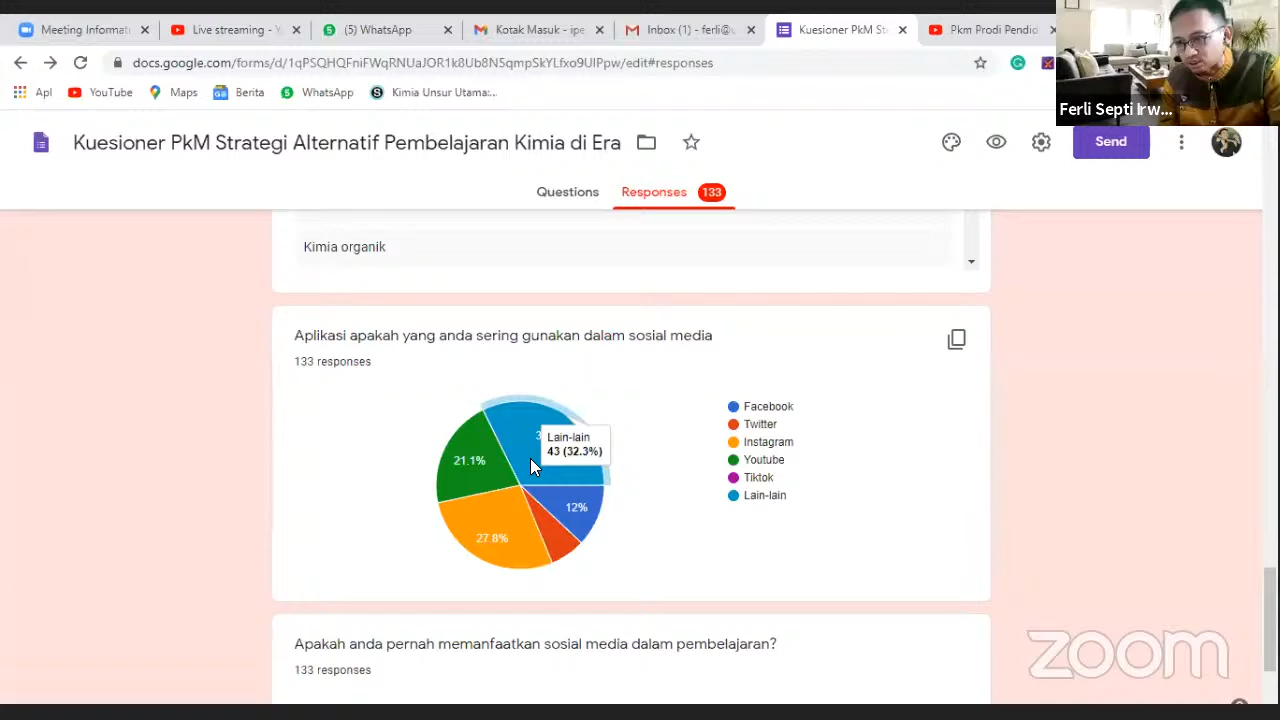 Meeting Informati
Live streaming - Y
(5) WhatsApp
Kotak Masuk - ipe
Inbox (1) - ferli@u
Kuesioner PkM St
Pkm Prodi Pendid
docs.google.com/forms/d/1qPSQHQFniFWqRNUaJOR1k8Ub8NSqmpSkYLfxo9UIPpw/edit#responses
Apl
YouTube
Maps
Berita
WhatsApp
Kimia Unsur Utama:...
Ferli Septi Irw...
Kuesioner PkM Strategi Alternatif Pembelajaran Kimia di Era
Send
Questions
Responses 133
Kimia organik
Aplikasi apakah yang anda sering gunakan dalam sosial media
133 responses
Facebook
Twitter
Instagram
Youtube
Tiktok
Lain-lain
3
Lain-lain
43 (32.3%)
21.1%
12%
27.8%
Apakah anda pernah memanfaatkan sosial media dalam pembelajaran?
133 responses
zoom